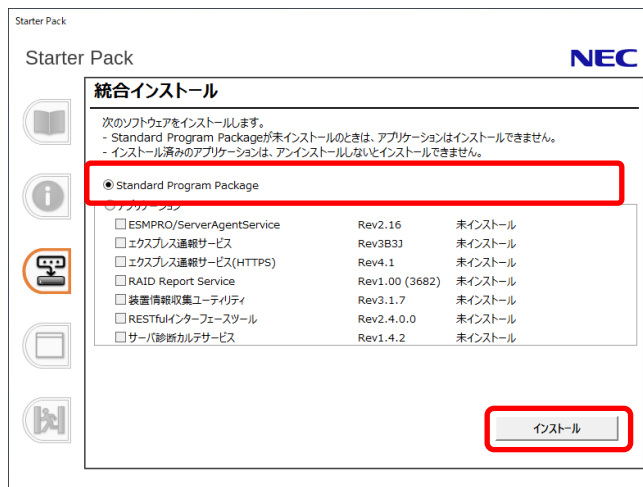 Starter Pack
Starter Pack NEC
統合インストール
次のソフトウェアをインストールします。
- Standard Program Packageが未インストールのときは、アプリケーションはインストールできません。
- インストール済みのアプリケーションは、アンインストールしないとインストールできません。
Standard Program Package
アプリケーション
ESMPRO/ServerAgentService Rev2.16 未インストール
エクスプレス通報サービス Rev3B3J 未インストール
エクスプレス通報サービス(HTTPS) Rev4.1 未インストール
RAID Report Service Rev1.00 (3682) 未インストール
装置情報収集ユーティリティ Rev3.1.7 未インストール
RESTfulインターフェースツール Rev2.4.0.0 未インストール
サーバ診断カルテサービス Rev1.4.2 未インストール
インストール